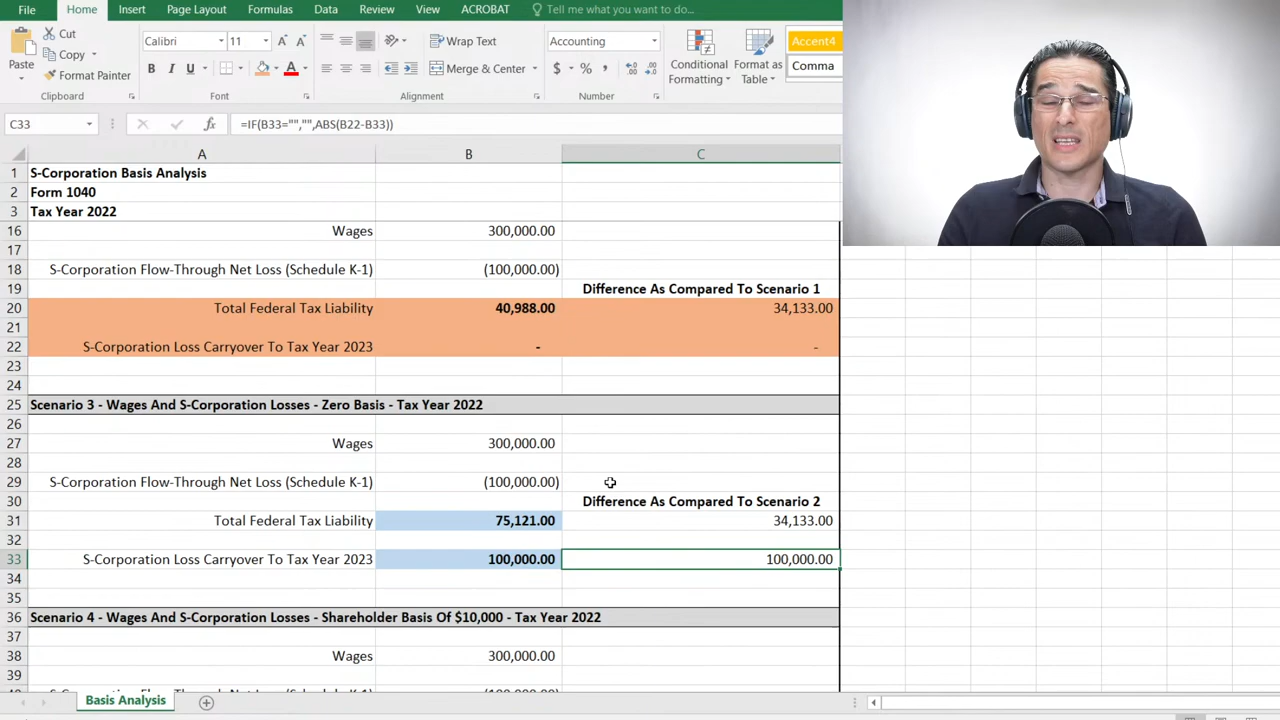 File Home Insert Page Layout Formulas Data Review View ACROBAT Tell me what you want to do...
Paste Cut Copy Format Painter
Calibri 11
B I U A
Wrap Text
Merge & Center
Accounting
$ % ,
Conditional Formatting
Format as Table
Accent4
Comma
Clipboard Font Alignment Number
C33 fx =IF(B33="","",ABS(B22-B33))
A B C
1 S-Corporation Basis Analysis
2 Form 1040
3 Tax Year 2022
16 Wages 300,000.00
17
18 S-Corporation Flow-Through Net Loss (Schedule K-1) (100,000.00)
19 Difference As Compared To Scenario 1
20 Total Federal Tax Liability 40,988.00 34,133.00
21
22 S-Corporation Loss Carryover To Tax Year 2023 - -
23
24
25 Scenario 3 - Wages And S-Corporation Losses - Zero Basis - Tax Year 2022
26
27 Wages 300,000.00
28
29 S-Corporation Flow-Through Net Loss (Schedule K-1) (100,000.00)
30 Difference As Compared To Scenario 2
31 Total Federal Tax Liability 75,121.00 34,133.00
32
33 S-Corporation Loss Carryover To Tax Year 2023 100,000.00 100,000.00
34
35
36 Scenario 4 - Wages And S-Corporation Losses - Shareholder Basis Of $10,000 - Tax Year 2022
37
38 Wages 300,000.00
39
Basis Analysis